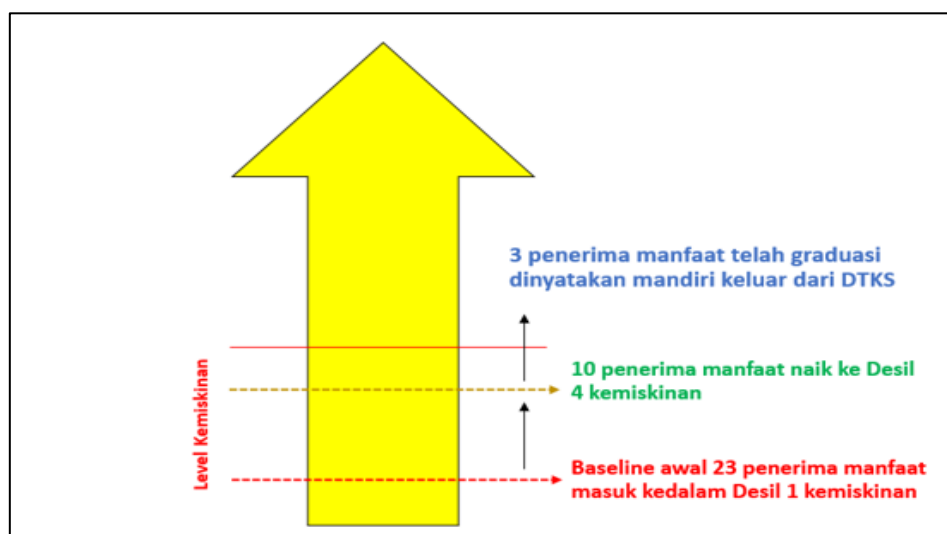 3 penerima manfaat telah graduasi
dinyatakan mandiri keluar dari DTKS
10 penerima manfaat naik ke Desil
4 kemiskinan
Level Kemiskinan
Baseline awal 23 penerima manfaat
masuk kedalam Desil 1 kemiskinan